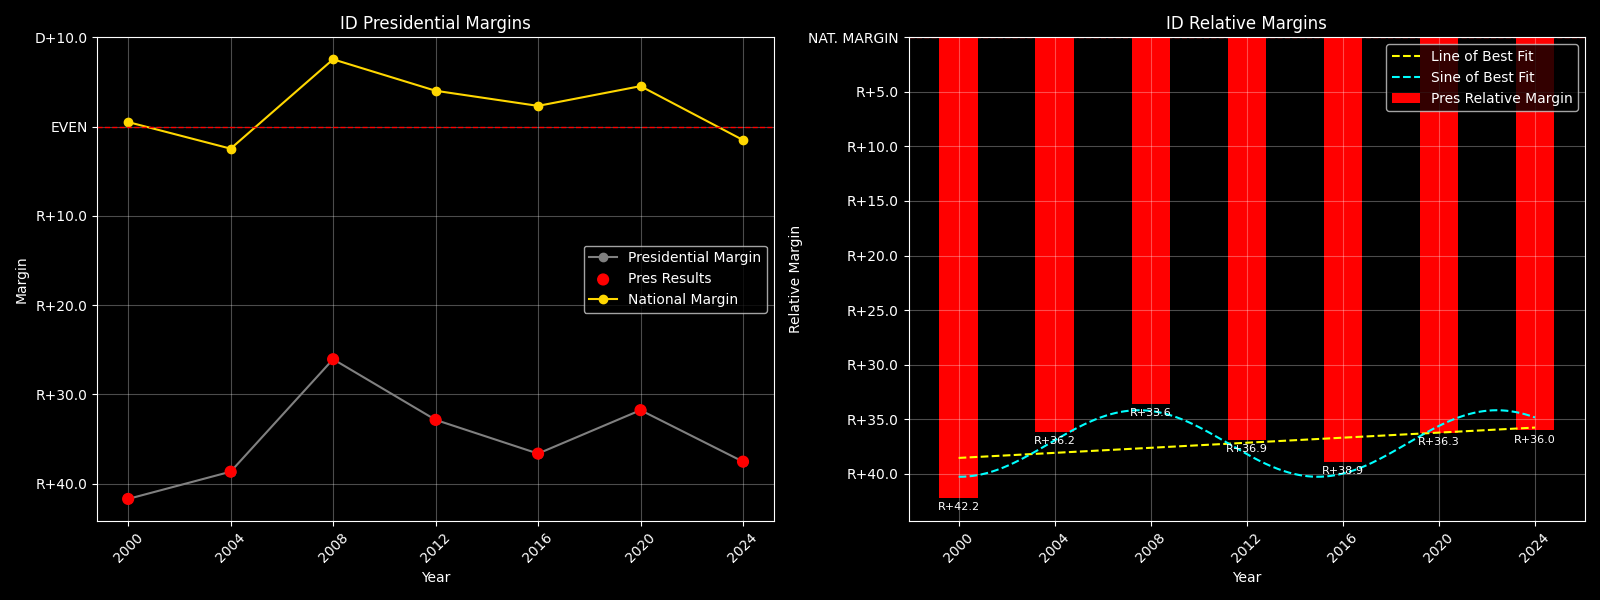 ID Presidential Margins
D+10.0
EVEN
R+10.0
R+20.0
R+30.0
R+40.0
Margin
Presidential Margin
Pres Results
National Margin
2000
2004
2008
2012
2016
2020
2024
Year
ID Relative Margins
NAT. MARGIN
R+5.0
R+10.0
R+15.0
R+20.0
R+25.0
R+30.0
R+35.0
R+40.0
Relative Margin
Line of Best Fit
Sine of Best Fit
Pres Relative Margin
R+42.2
R+36.2
R+33.6
R+36.9
R+38.9
R+36.3
R+36.0
2000
2004
2008
2012
2016
2020
2024
Year